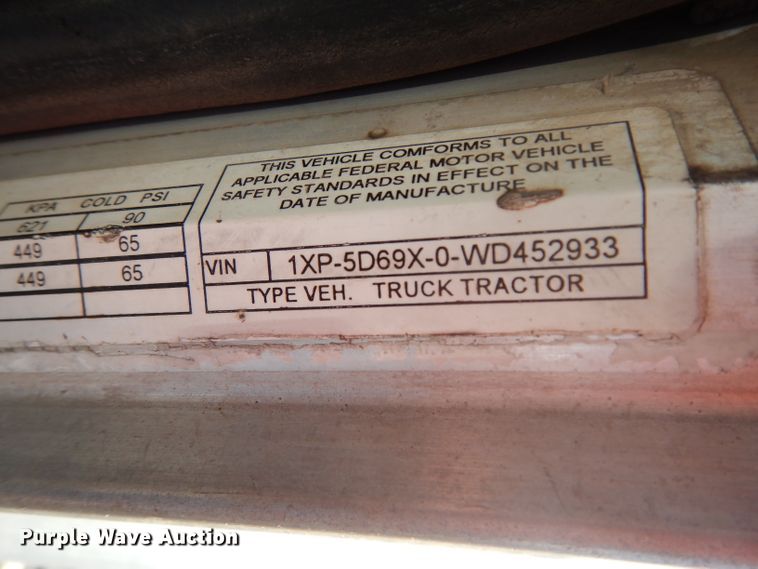 KPA COLD PSI
621 90
449 65
449 65
THIS VEHICLE COMFORMS TO ALL
APPLICABLE FEDERAL MOTOR VEHICLE
SAFETY STANDARDS IN EFFECT ON THE
DATE OF MANUFACTURE
VIN 1XP-5D69X-0-WD452933
TYPE VEH. TRUCK TRACTOR
Purple Wave Auction